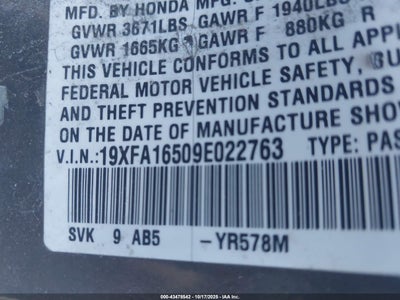 MFD. BY HONDA MFG.
GVWR 3671LBS GAWR F 1940LBS
GVWR 1665KG GAWR F 880KG R
THIS VEHICLE CONFORMS TO ALL APPL
FEDERAL MOTOR VEHICLE SAFETY, BU
AND THEFT PREVENTION STANDARDS
ON THE DATE OF MANUFACTURE SHO
V.I.N.: 19XFA16509E022763 TYPE: PAS
SVK 9 AB5 -YR578M
000-43478542 - 10/17/2025 - IAA Inc.